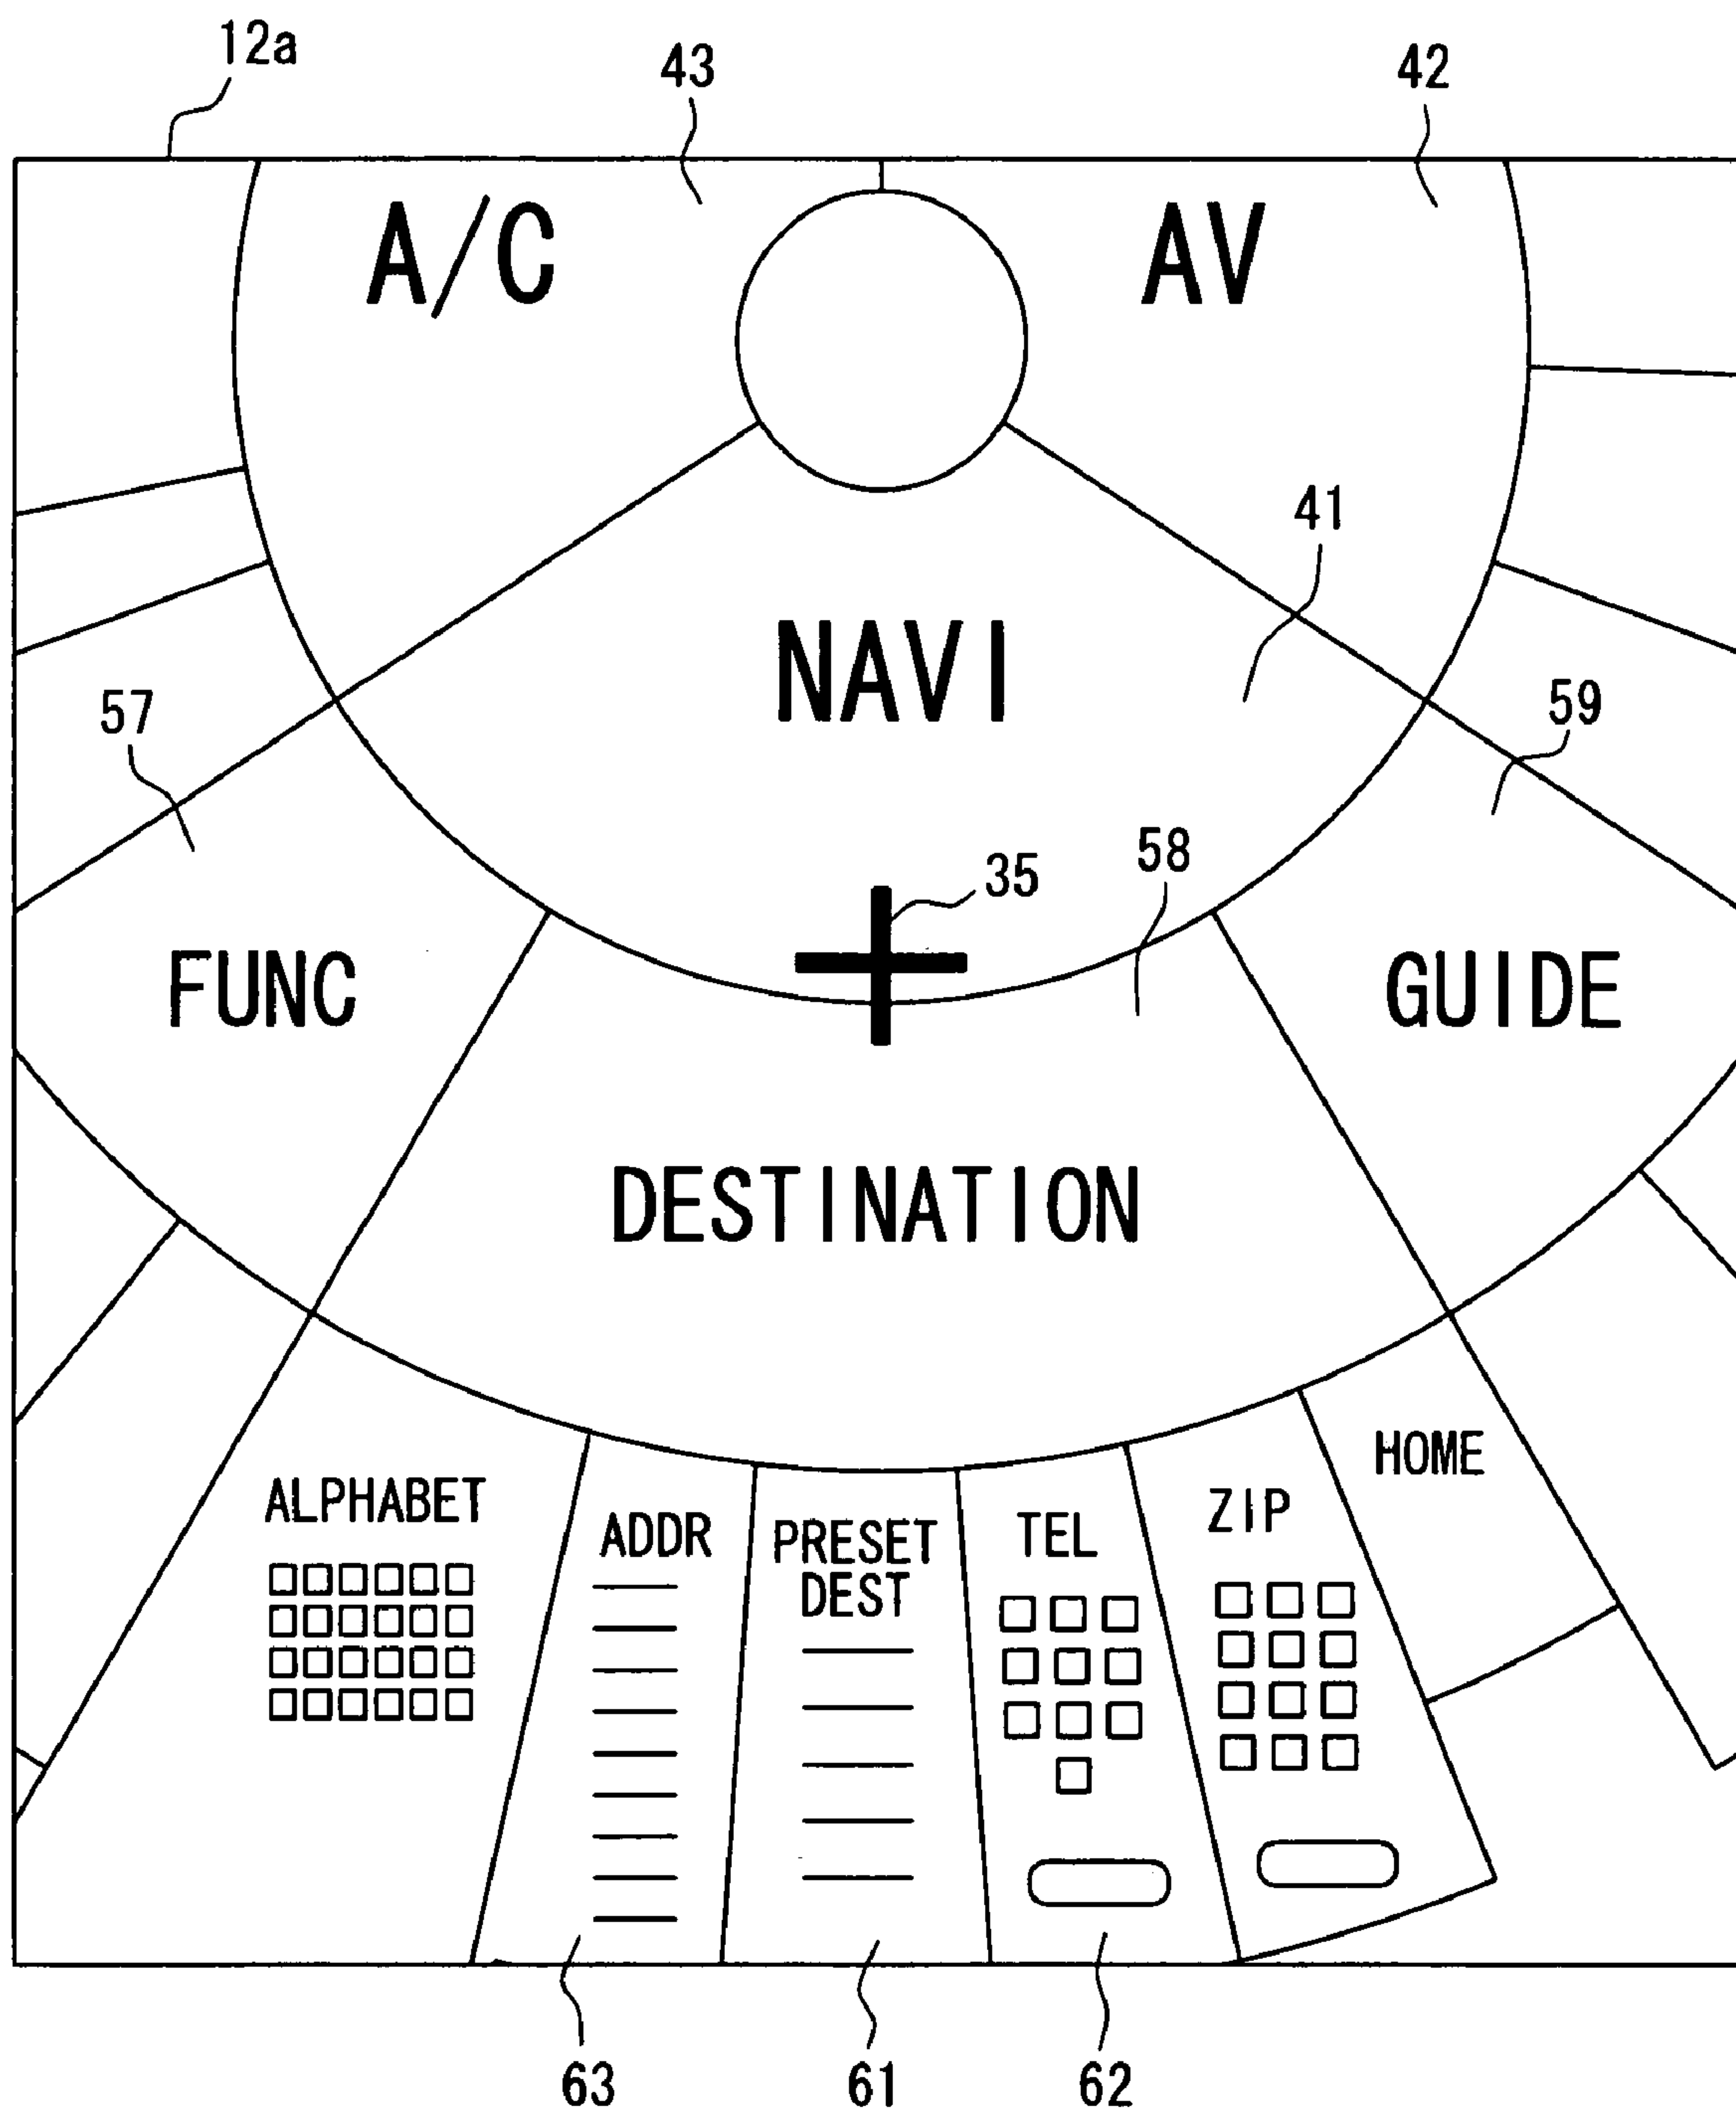 12a
43
42
A/C
AV
41
NAVI
57
59
58
35
FUNC
GUIDE
DESTINATION
HOME
ALPHABET
ADDR
PRESET
DEST
TEL
ZIP
63
61
62